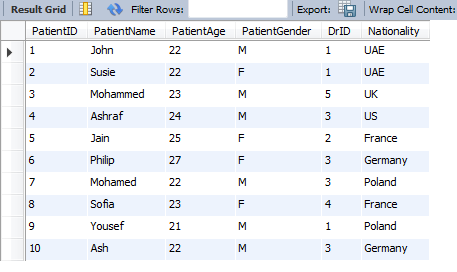 Result Grid Filter Rows: Export: Wrap Cell Content:
PatientID PatientName PatientAge PatientGender DrID Nationality
1 John 22 M 1 UAE
2 Susie 22 F 1 UAE
3 Mohammed 23 M 5 UK
4 Ashraf 24 M 3 US
5 Jain 25 F 2 France
6 Philip 27 F 3 Germany
7 Mohamed 22 M 3 Poland
8 Sofia 23 F 4 France
9 Yousef 21 M 1 Poland
10 Ash 22 M 3 Germany